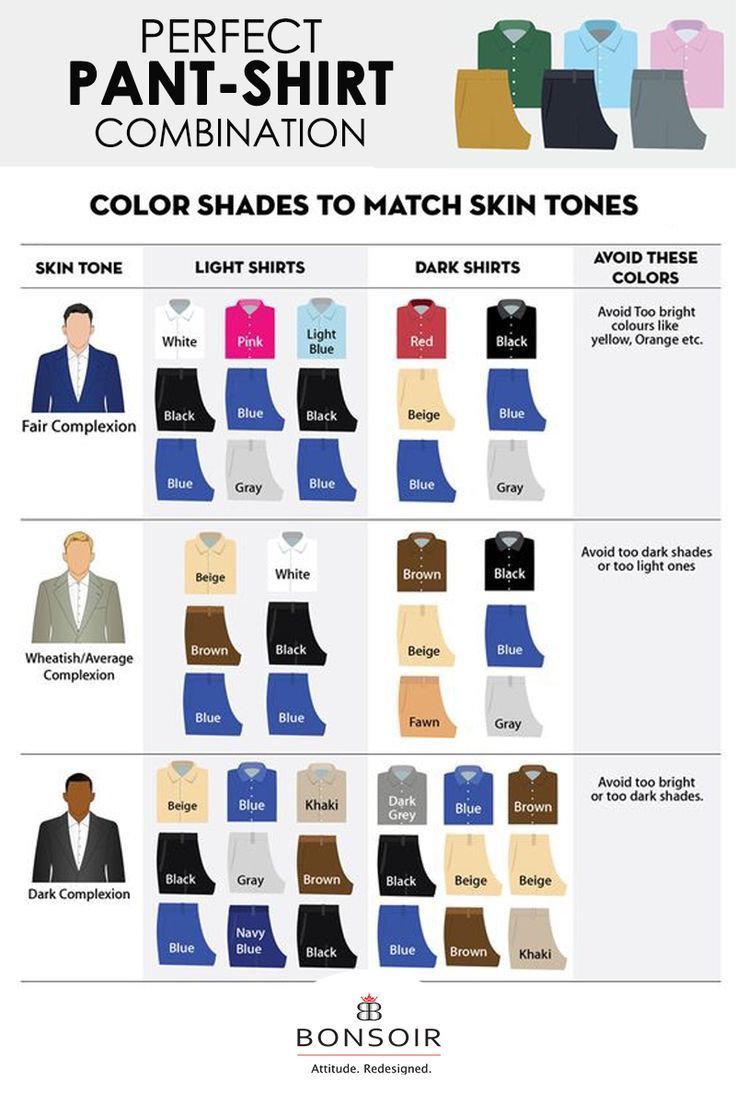 PERFECT
PANT-SHIRT
COMBINATION
COLOR SHADES TO MATCH SKIN TONES
SKIN TONE
LIGHT SHIRTS
DARK SHIRTS
AVOID THESE
COLORS
Fair Complexion
White
Pink
Light
Blue
Black
Blue
Black
Blue
Gray
Blue
Red
Black
Beige
Blue
Blue
Gray
Avoid Too bright
colours like
yellow, Orange etc.
Wheatish/Average
Complexion
Beige
White
Brown
Black
Blue
Blue
Brown
Black
Beige
Blue
Fawn
Gray
Avoid too dark shades
or too light ones
Dark Complexion
Beige
Blue
Khaki
Black
Gray
Brown
Blue
Navy
Blue
Black
Dark
Grey
Blue
Brown
Black
Beige
Beige
Blue
Brown
Khaki
Avoid too bright
or too dark shades.
BONSOIR
Attitude. Redesigned.